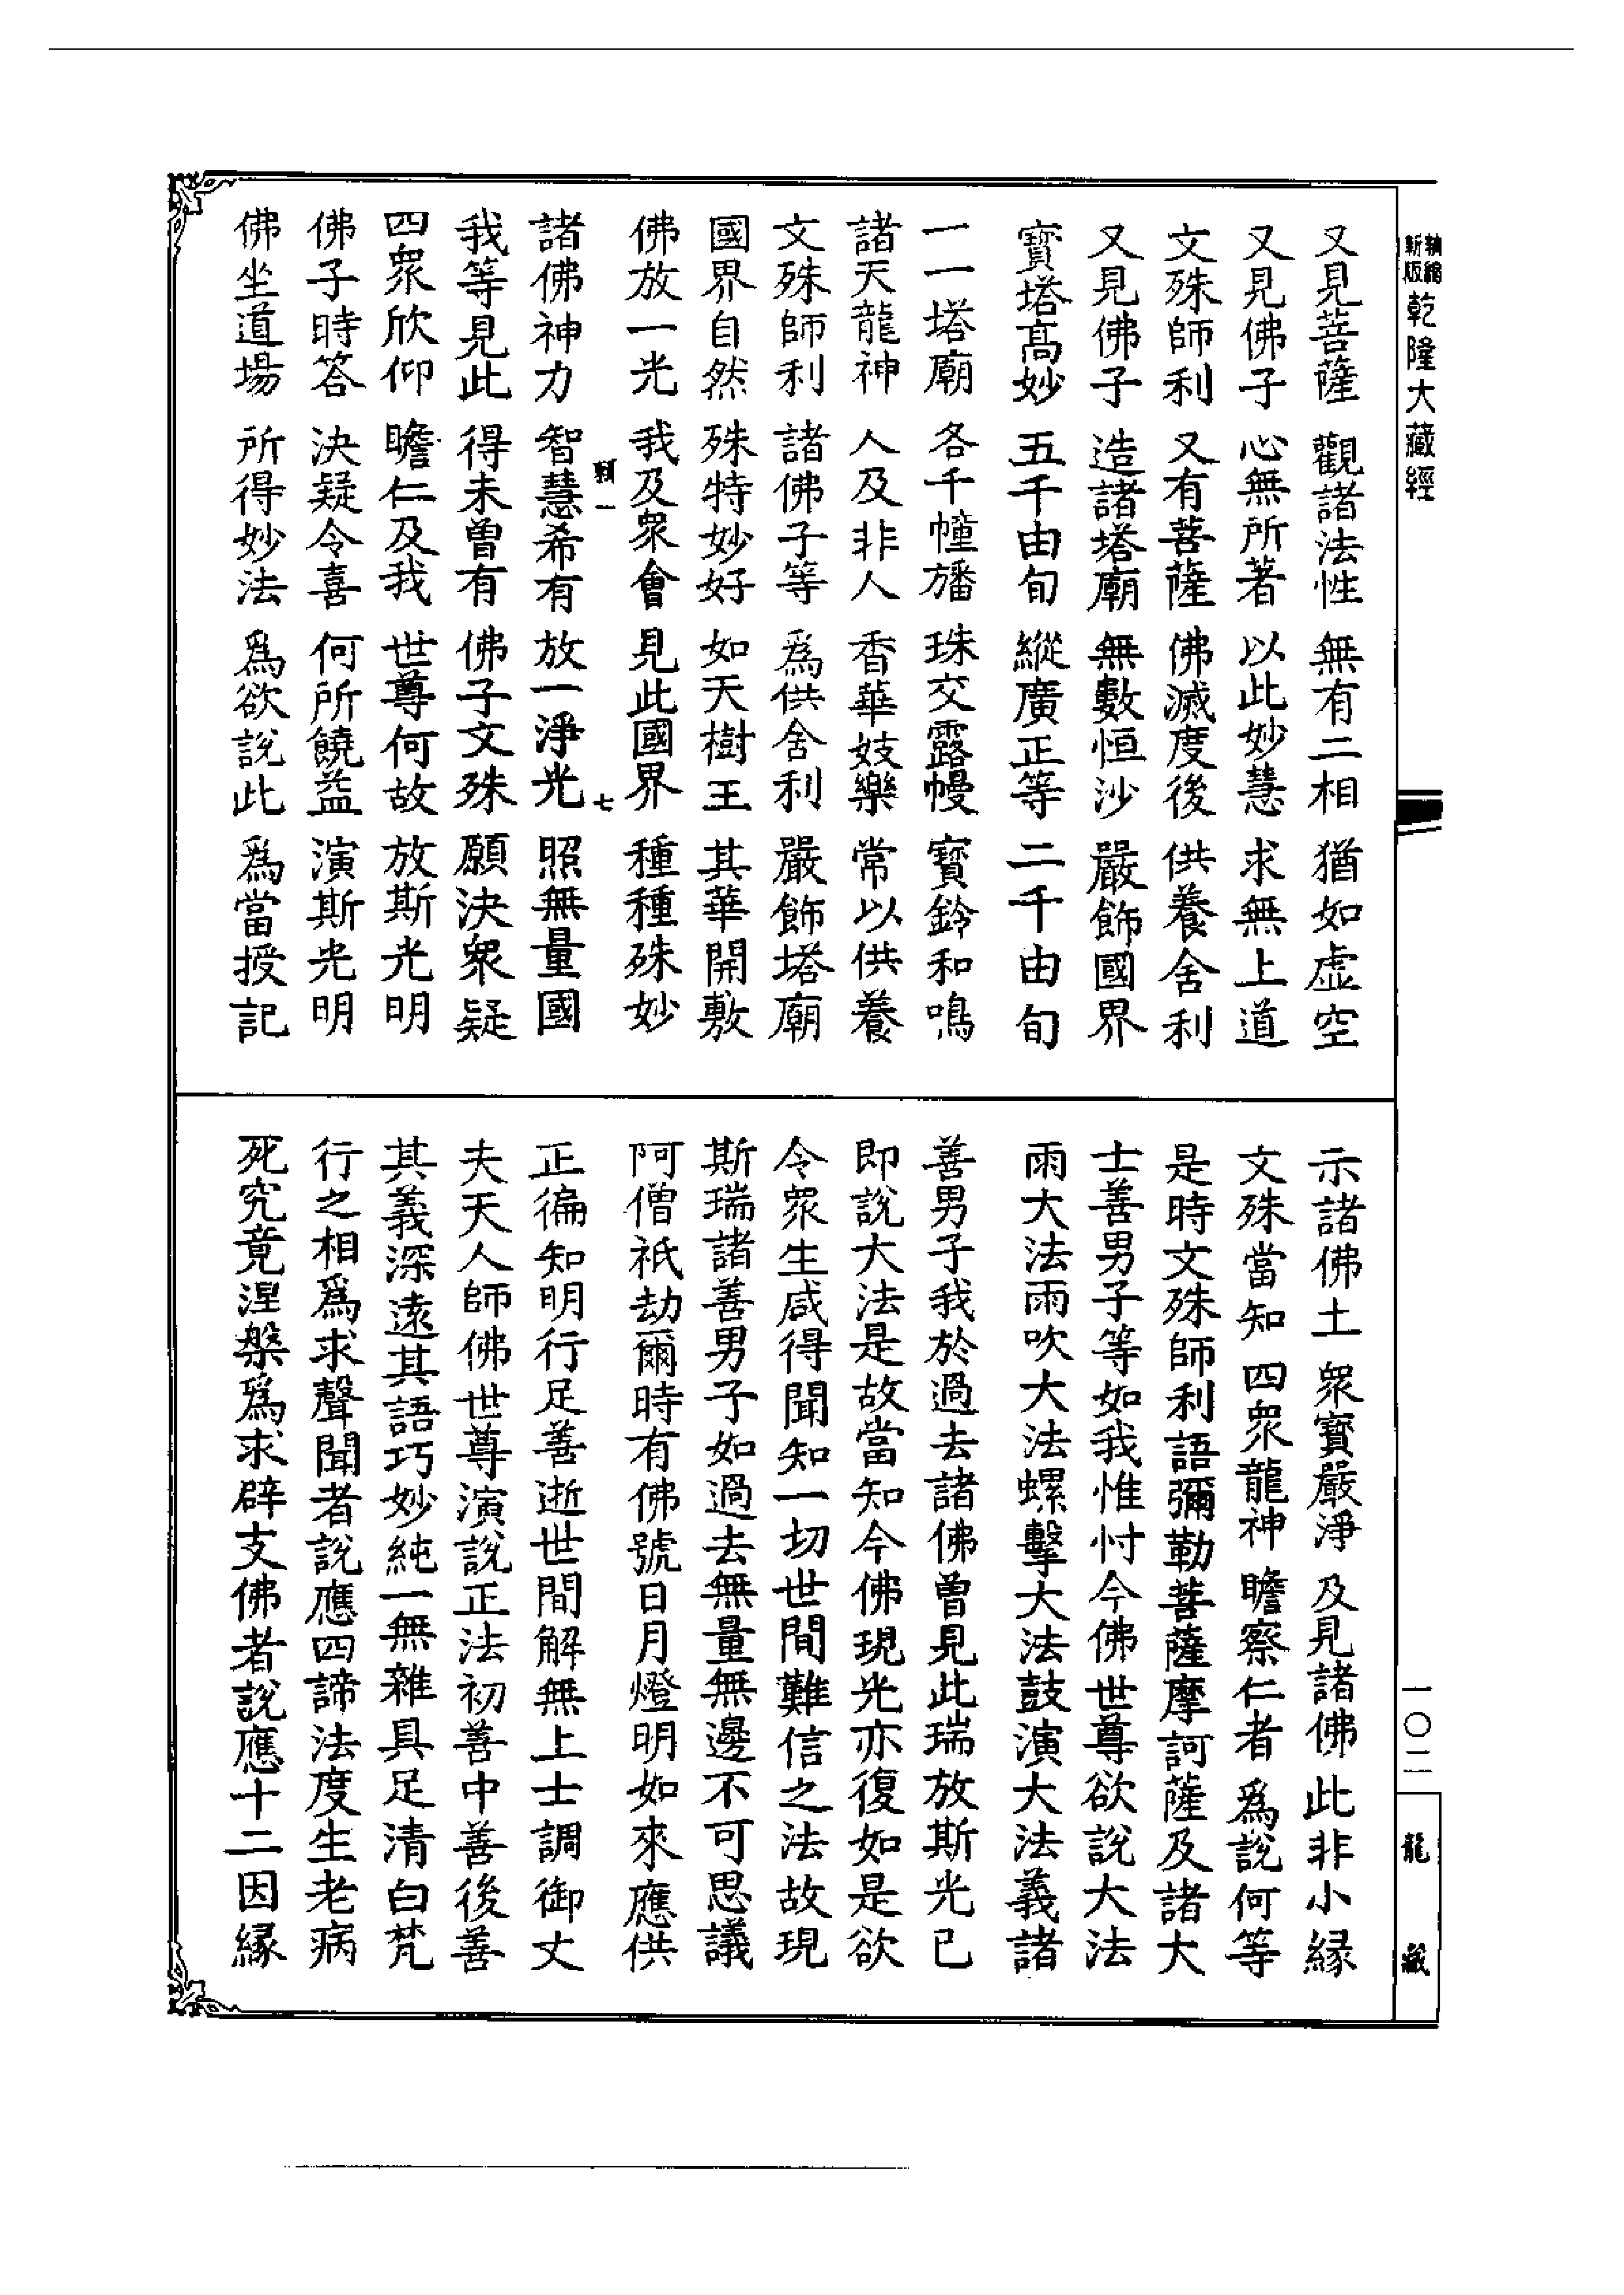 乾隆大藏經
又見菩薩 觀諸法性 無有二相 猶如虛空
又見佛子 心無所著 以此妙慧 求無上道
文殊師利 又有菩薩 佛滅度後 供養舍利
又見佛子 造諸塔廟 無數恒沙 嚴飾國界
寶塔高妙 五千由旬 縱廣正等 二千由旬
一一塔廟 各千幢旛 珠交露幔 寶鈴和鳴
諸天龍神 人及非人 香華妓樂 常以供養
文殊師利 諸佛子等 爲供舍利 嚴飾塔廟
國界自然 殊特妙好 如天樹王 其華開敷
佛放一光 我及眾會 見此國界 種種殊妙
一 七
諸佛神力 智慧希有 放一淨光 照無量國
我等見此 得未曾有 佛子文殊 願決眾疑
四眾欣仰 瞻仁及我 世尊何故 放斯光明
佛子時答 決疑令喜 何所饒益 演斯光明
佛坐道場 所得妙法 爲欲說此 爲當授記
示諸佛土 眾寶嚴淨 及見諸佛 此非小緣
文殊當知 四眾龍神 瞻察仁者 爲說何等
是時文殊師利語彌勒菩薩摩訶薩及諸大
士善男子等如我惟忖今佛世尊欲說大法
雨大法雨吹大法螺擊大法鼓演大法義諸
善男子我於過去諸佛曾見此瑞放斯光已
即說大法是故當知今佛現光亦復如是欲
令眾生咸得聞知一切世間難信之法故現
斯瑞諸善男子如過去無量無邊不可思議
阿僧祇劫爾時有佛號日月燈明如來應供
正徧知明行足善逝世間解無上士調御丈
夫天人師佛世尊演說正法初善中善後善
其義深遠其語巧妙純一無雜具足清白梵
行之相爲求聲聞者說應四諦法度生老病
死究竟涅槃爲求辟支佛者說應十二因緣
一〇二
龍藏